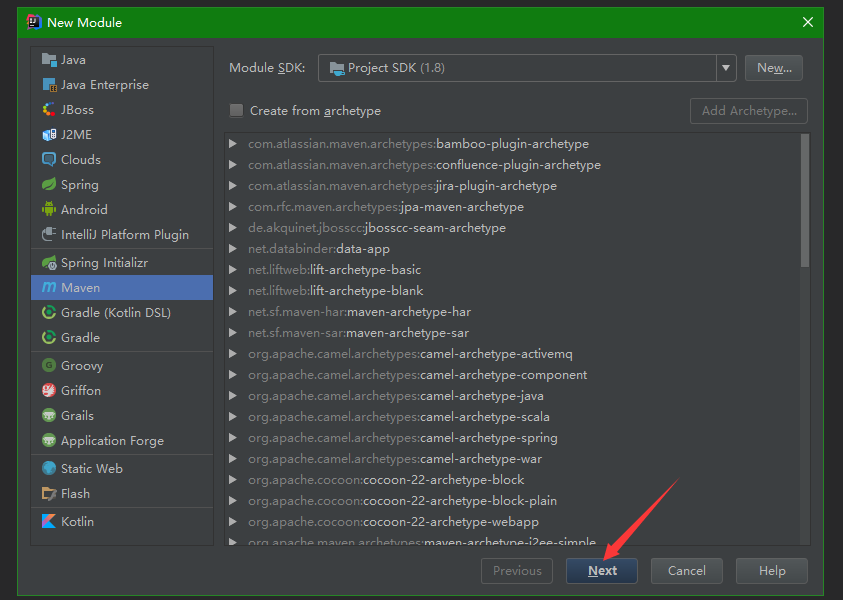 New Module
Java
Java Enterprise
JBoss
J2ME
Clouds
Spring
Android
IntelliJ Platform Plugin
Spring Initializr
Maven
Gradle (Kotlin DSL)
Gradle
Groovy
Griffon
Grails
Application Forge
Static Web
Flash
Kotlin
Module SDK: Project SDK (1.8) New...
Create from archetype Add Archetype...
com.atlassian.maven.archetypes:bamboo-plugin-archetype
com.atlassian.maven.archetypes:confluence-plugin-archetype
com.atlassian.maven.archetypes:jira-plugin-archetype
com.rfc.maven.archetypes:jpa-maven-archetype
de.akquinet.jbosscc:jbosscc-seam-archetype
net.databinder:data-app
net.liftweb:lift-archetype-basic
net.liftweb:lift-archetype-blank
net.sf.maven-har:maven-archetype-har
net.sf.maven-sar:maven-archetype-sar
org.apache.camel.archetypes:camel-archetype-activemq
org.apache.camel.archetypes:camel-archetype-component
org.apache.camel.archetypes:camel-archetype-java
org.apache.camel.archetypes:camel-archetype-scala
org.apache.camel.archetypes:camel-archetype-spring
org.apache.camel.archetypes:camel-archetype-war
org.apache.cocoon:cocoon-22-archetype-block
org.apache.cocoon:cocoon-22-archetype-block-plain
org.apache.cocoon:cocoon-22-archetype-webapp
org.apache.maven.archetypes:maven-archetype-j2ee-simple
Previous Next Cancel Help